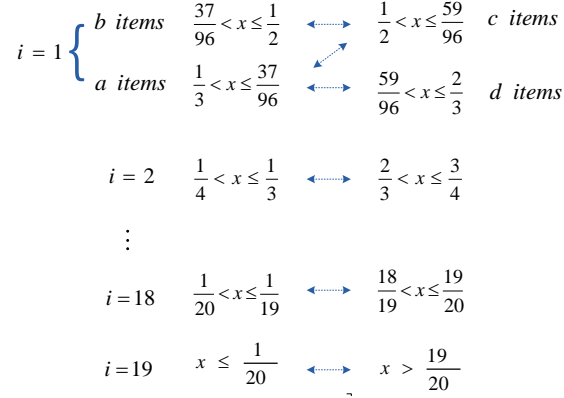 b items 37/96 < x ≤ 1/2 1/2 < x ≤ 59/96 c items
i = 1
a items 1/3 < x ≤ 37/96 59/96 < x ≤ 2/3 d items
i = 2 1/4 < x ≤ 1/3 2/3 < x ≤ 3/4
⋮
i = 18 1/20 < x ≤ 1/19 18/19 < x ≤ 19/20
i = 19 x ≤ 1/20 x > 19/20